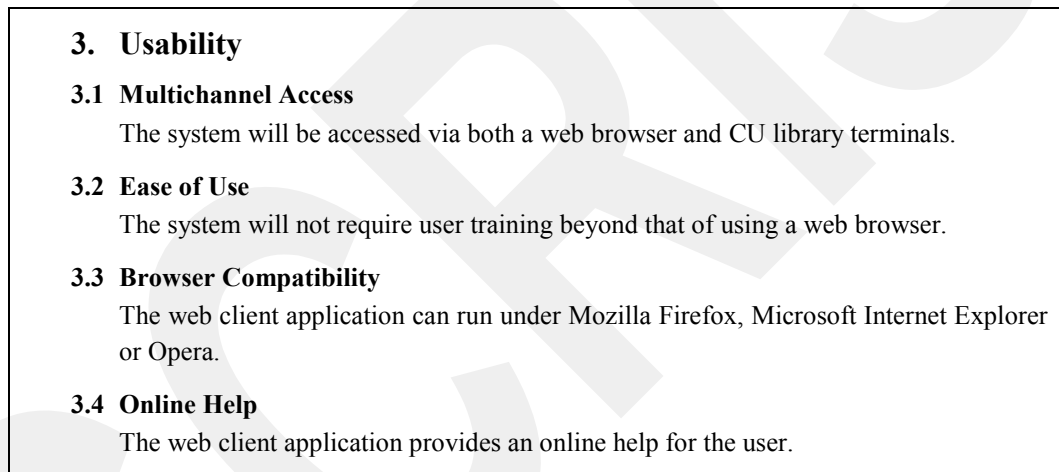 3. Usability
3.1 Multichannel Access
The system will be accessed via both a web browser and CU library terminals.
3.2 Ease of Use
The system will not require user training beyond that of using a web browser.
3.3 Browser Compatibility
The web client application can run under Mozilla Firefox, Microsoft Internet Explorer
or Opera.
3.4 Online Help
The web client application provides an online help for the user.